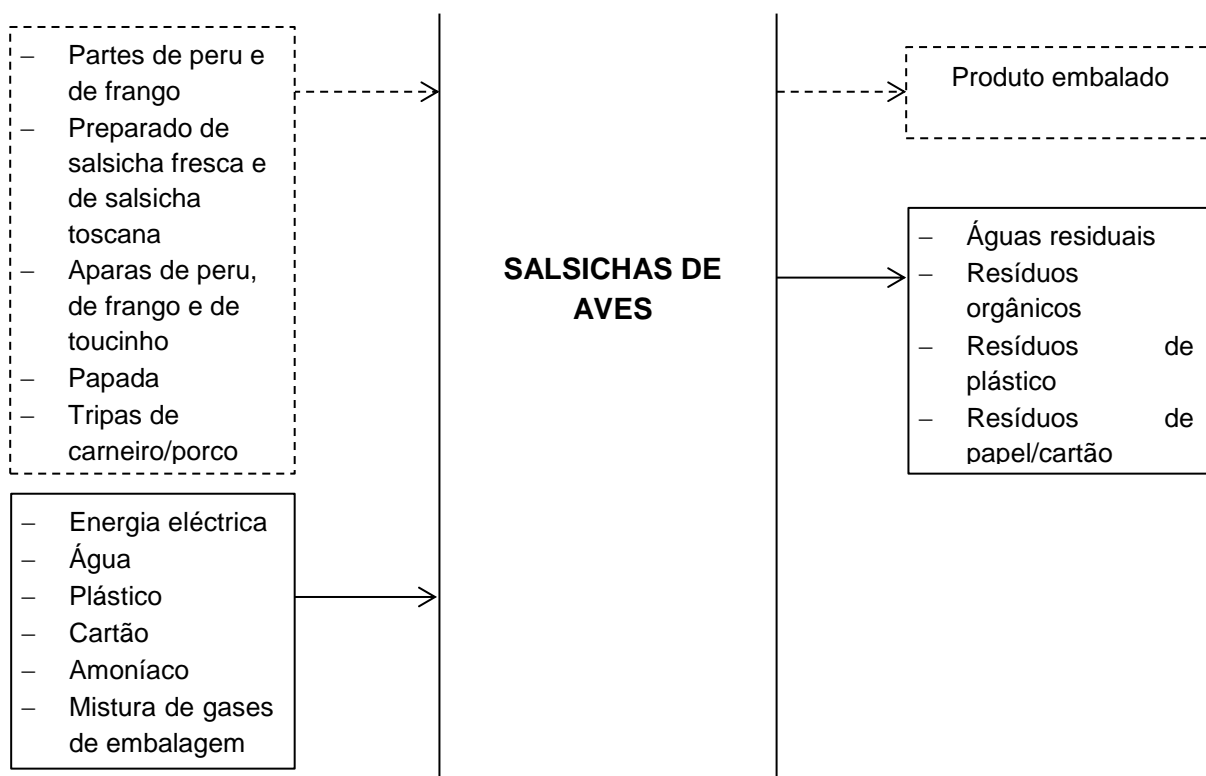 – Partes de peru e
de frango
– Preparado de
salsicha fresca e
de salsicha
toscana
– Aparas de peru,
de frango e de
toucinho
– Papada
– Tripas de
carneiro/porco
– Energia eléctrica
– Água
– Plástico
– Cartão
– Amoníaco
– Mistura de gases
de embalagem
SALSICHAS DE
AVES
Produto embalado
– Águas residuais
– Resíduos
orgânicos
– Resíduos de
plástico
– Resíduos de
papel/cartão